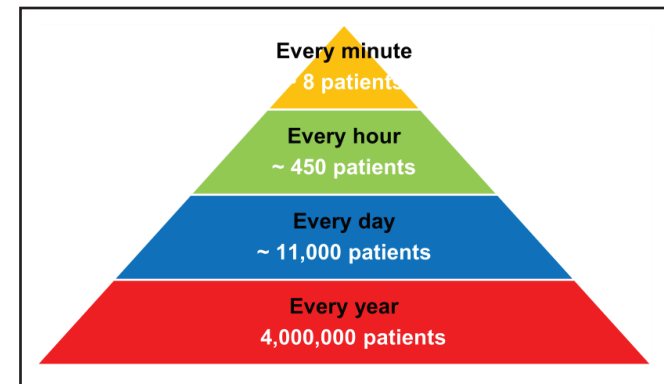 Every minute
~ 8 patients
Every hour
~ 450 patients
Every day
~ 11,000 patients
Every year
4,000,000 patients